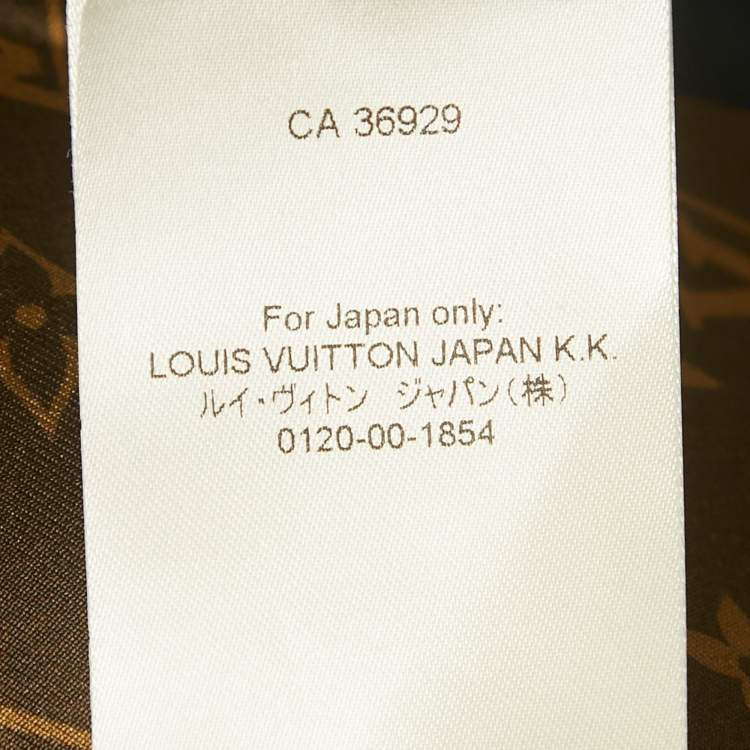 CA 36929
For Japan only:
LOUIS VUITTON JAPAN K.K.
ルイ・ヴィトン ジャパン(株)
0120-00-1854